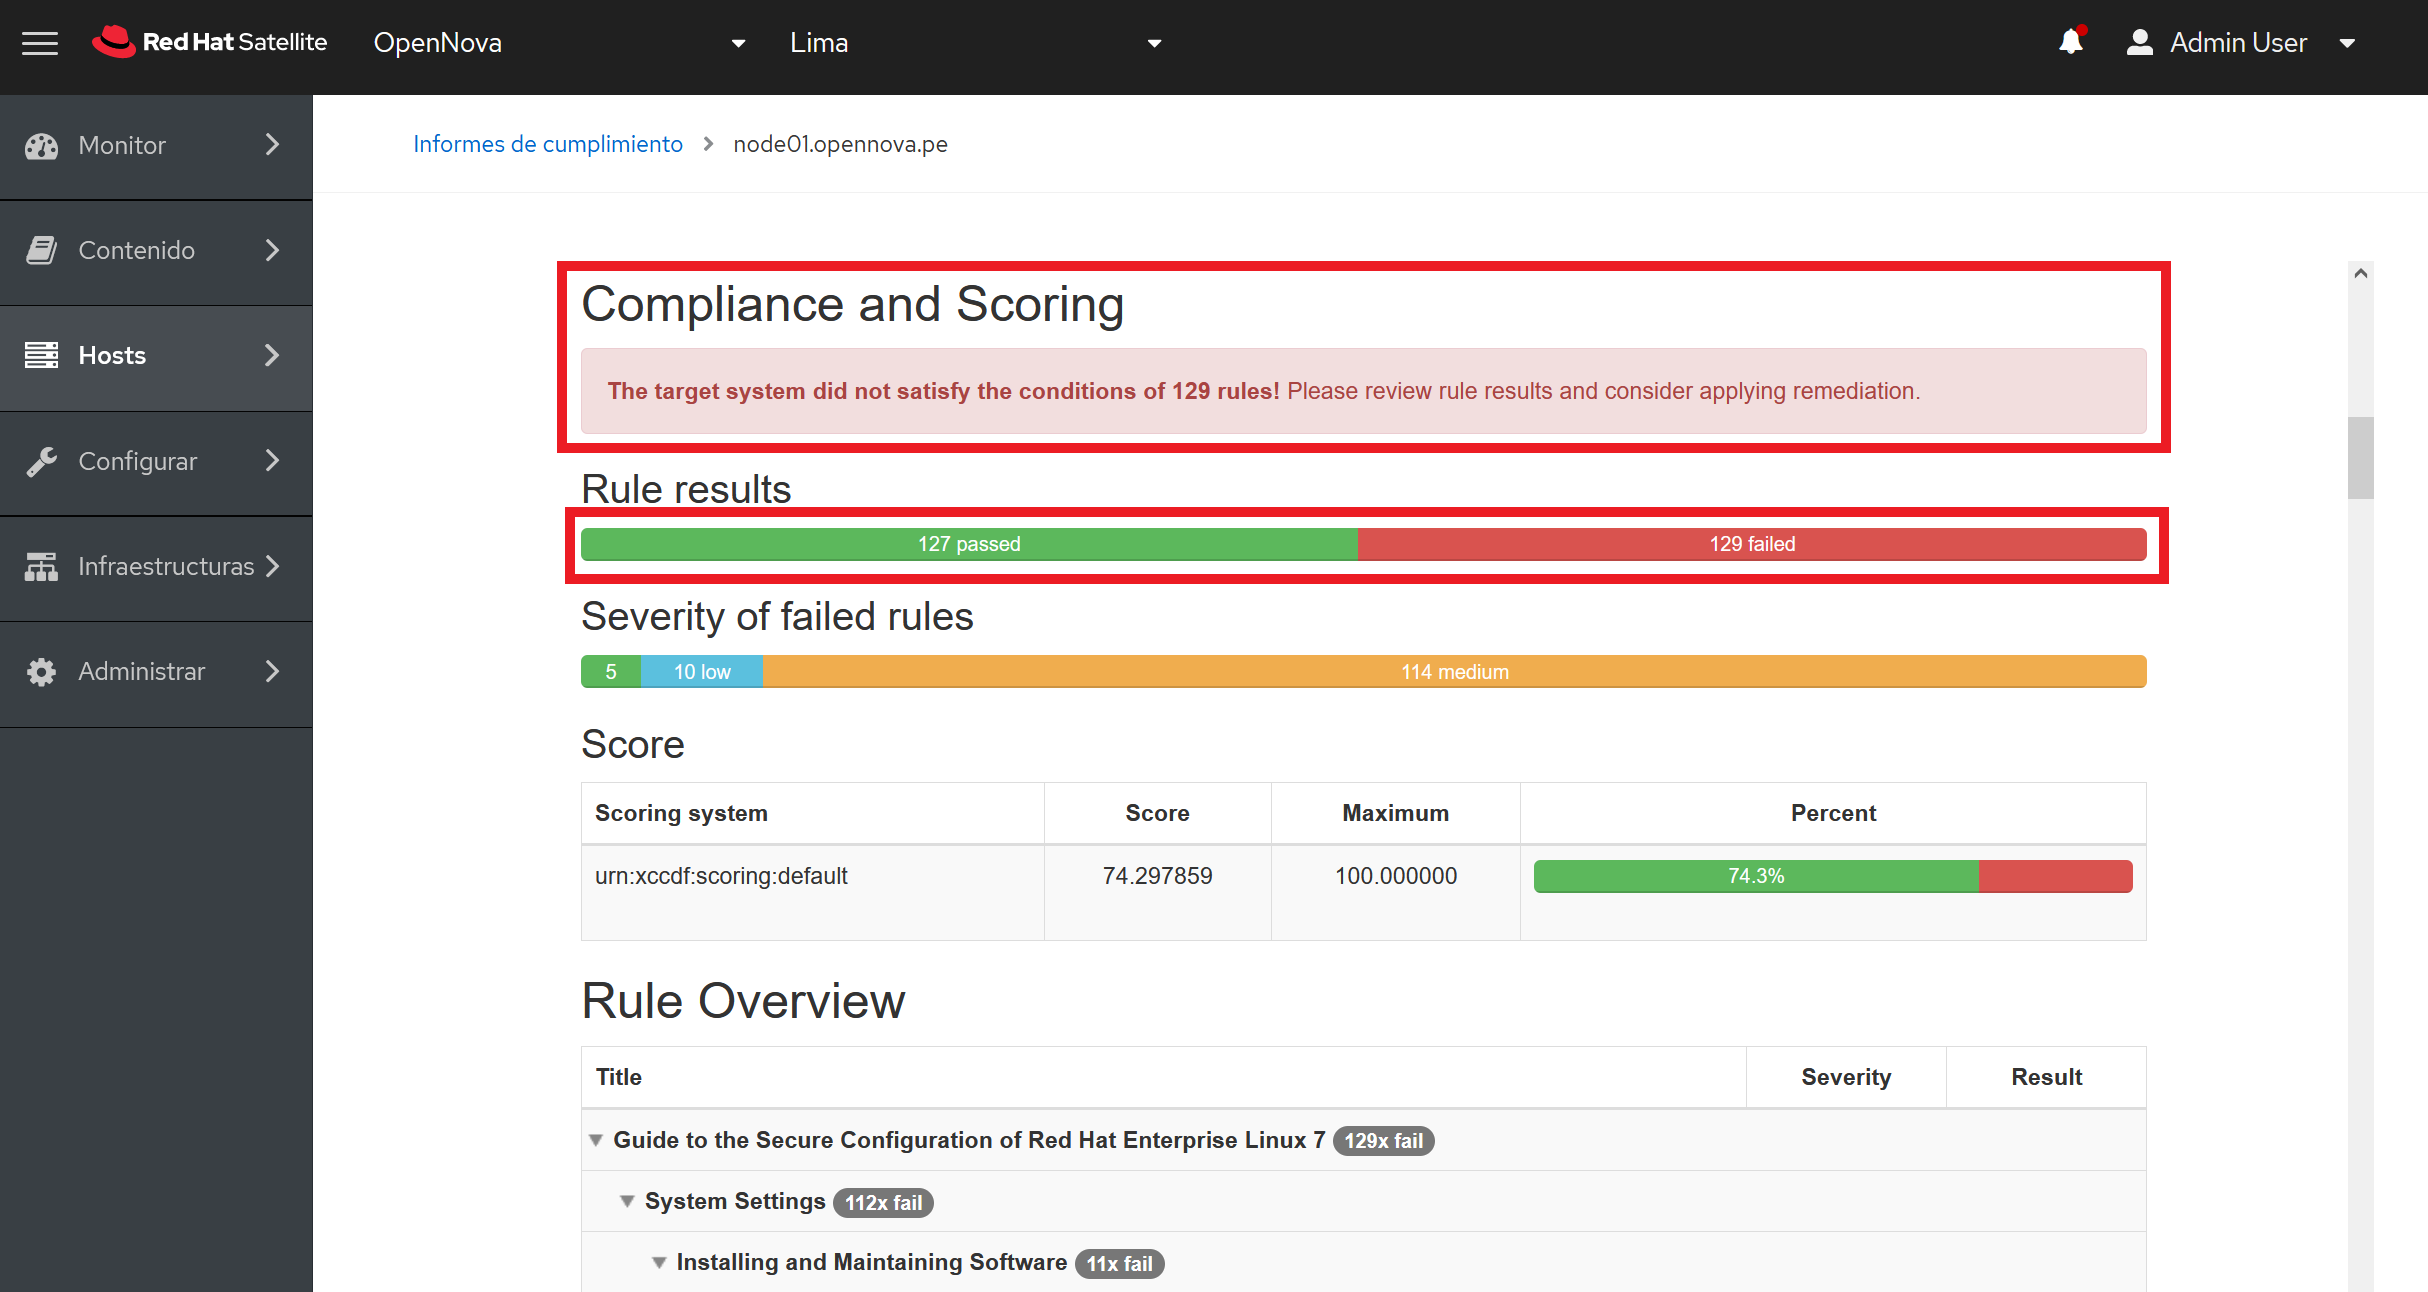 Red Hat Satellite OpenNova Lima Admin User
Monitor
Contenido
Hosts
Configurar
Infraestructuras
Administrar
Informes de cumplimiento node01.opennova.pe
Compliance and Scoring
The target system did not satisfy the conditions of 129 rules! Please review rule results and consider applying remediation.
Rule results
127 passed 129 failed
Severity of failed rules
5 10 low 114 medium
Score
Scoring system Score Maximum Percent
urn:xccdf:scoring:default 74.297859 100.000000 74.3%
Rule Overview
Title Severity Result
Guide to the Secure Configuration of Red Hat Enterprise Linux 7 129x fail
System Settings 112x fail
Installing and Maintaining Software 11x fail